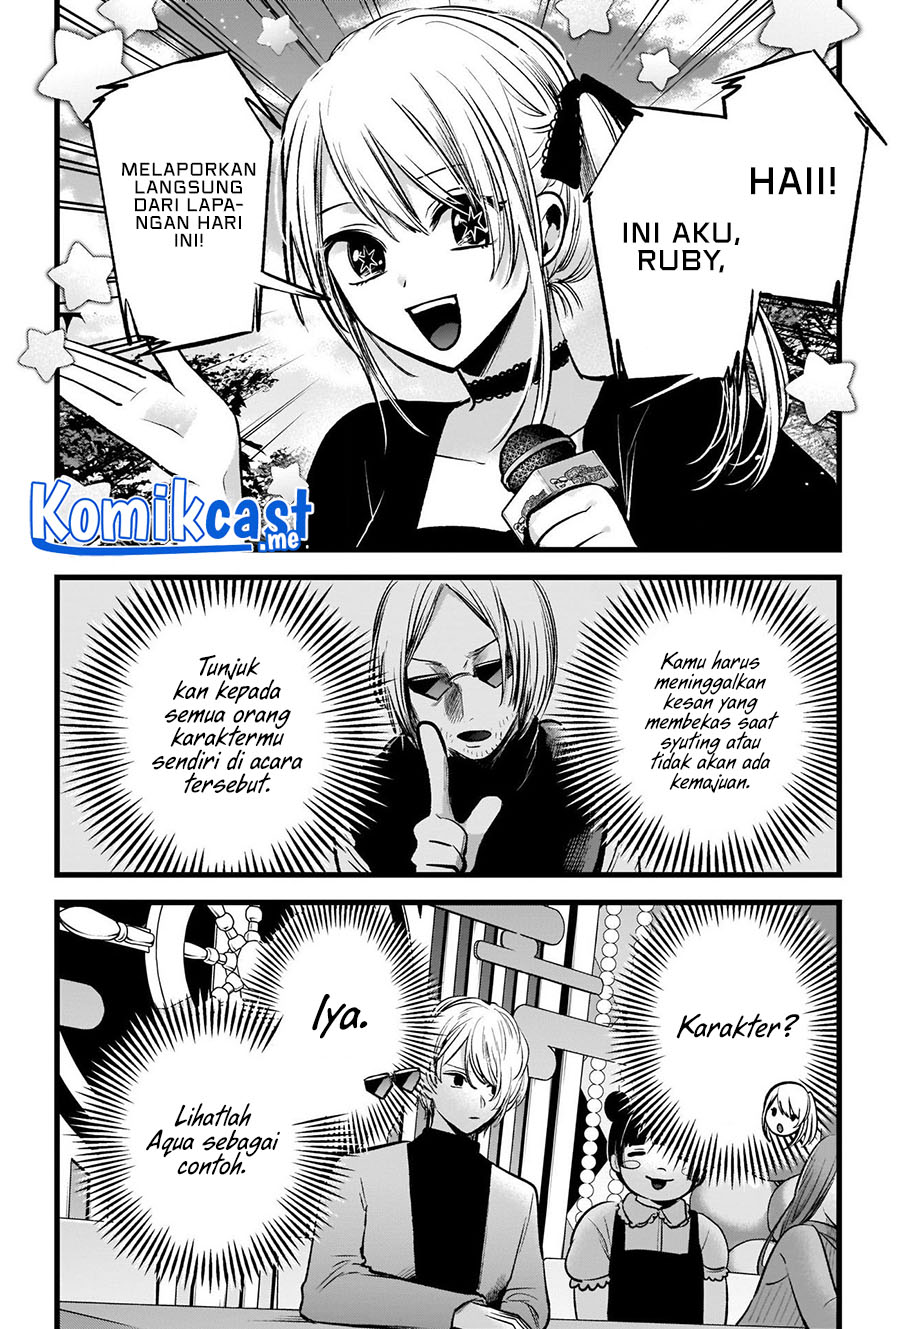 HAII!
INI AKU,
RUBY,
MELAPORKAN
LANGSUNG
DARI LAPA-
NGAN HARI
INI!
Komikcast
.me
Kamu harus
meninggalkan
kesan yang
membekas saat
syuting atau
tidak akan ada
kemajuan.
Tunjuk
kan kepada
semua orang
karaktermu
sendiri di acara
tersebut.
Karakter?
Iya.
Lihatlah
Aqua sebagai
contoh.